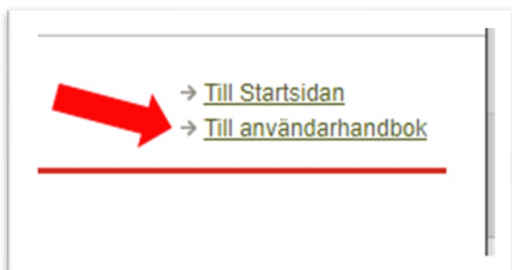 → Till Startsidan
→ Till användarhandbok